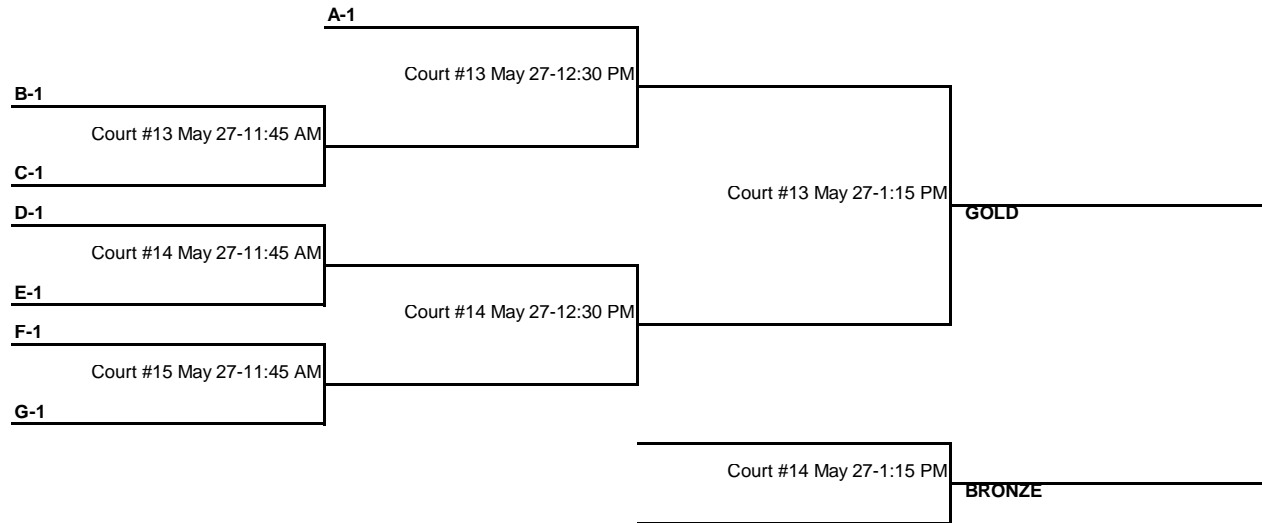 A-1
Court #13 May 27-12:30 PM
B-1
Court #13 May 27-11:45 AM
C-1
Court #13 May 27-1:15 PM
D-1
GOLD
Court #14 May 27-11:45 AM
E-1
Court #14 May 27-12:30 PM
F-1
Court #15 May 27-11:45 AM
G-1
Court #14 May 27-1:15 PM
BRONZE